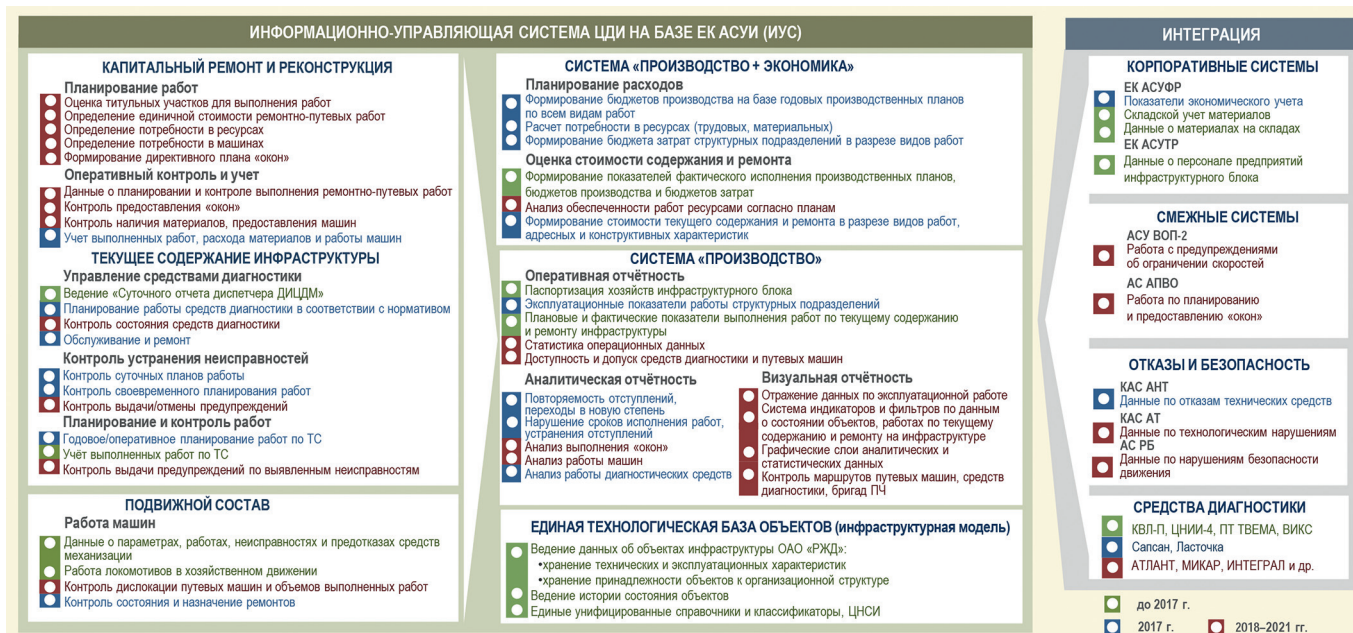 ИНФОРМАЦИОННО-УПРАВЛЯЮЩАЯ СИСТЕМА ЦДИ НА БАЗЕ ЕК АСУИ (ИУС)
КАПИТАЛЬНЫЙ РЕМОНТ И РЕКОНСТРУКЦИЯ
Планирование работ
Оценка титульных участков для выполнения работ
Определение единичной стоимости ремонтно-путевых работ
Определение потребности в ресурсах
Определение потребности в машинах
Формирование директивного плана «окон»
Оперативный контроль и учет
Данные о планировании и контроле выполнения ремонтно-путевых работ
Контроль предоставления «окон»
Контроль наличия материалов, предоставления машин
Учет выполненных работ, расхода материалов и работы машин
ТЕКУЩЕЕ СОДЕРЖАНИЕ ИНФРАСТРУКТУРЫ
Управление средствами диагностики
Ведение «Суточного отчета диспетчера ДИЦДМ»
Планирование работы средств диагностики в соответствии с нормативом
Контроль состояния средств диагностики
Обслуживание и ремонт
Контроль устранения неисправностей
Контроль суточных планов работы
Контроль своевременного планирования работ
Контроль выдачи/отмены предупреждений
Планирование и контроль работ
Годовое/оперативное планирование работ по ТС
Учёт выполненных работ по ТС
Контроль выдачи предупреждений по выявленным неисправностям
ПОДВИЖНОЙ СОСТАВ
Работа машин
Данные о параметрах, работах, неисправностях и предотказах средств
механизации
Работа локомотивов в хозяйственном движении
Контроль дислокации путевых машин и объемов выполненных работ
Контроль состояния и назначение ремонтов
СИСТЕМА «ПРОИЗВОДСТВО + ЭКОНОМИКА»
Планирование расходов
Формирование бюджетов производства на базе годовых производственных планов
по всем видам работ
Расчет потребности в ресурсах (трудовых, материальных)
Формирование бюджета затрат структурных подразделений в разрезе видов работ
Оценка стоимости содержания и ремонта
Формирование показателей фактического исполнения производственных планов,
бюджетов производства и бюджетов затрат
Анализ обеспеченности работ ресурсами согласно планам
Формирование стоимости текущего содержания и ремонта в разрезе видов работ,
адресных и конструктивных характеристик
СИСТЕМА «ПРОИЗВОДСТВО»
Оперативная отчётность
Паспортизация хозяйств инфраструктурного блока
Эксплуатационные показатели работы структурных подразделений
Плановые и фактические показатели выполнения работ по текущему содержанию
и ремонту инфраструктуры
Статистика операционных данных
Доступность и допуск средств диагностики и путевых машин
Аналитическая отчётность
Повторяемость отступлений,
переходы в новую степень
Нарушение сроков исполнения работ,
устранения отступлений
Анализ выполнения «окон»
Анализ работы машин
Анализ работы диагностических средств
Визуальная отчётность
Отражение данных по эксплуатационной работе
Система индикаторов и фильтров по данным
о состоянии объектов, работах по текущему
содержанию и ремонту на инфраструктуре
Графические слои аналитических и
статистических данных
Контроль маршрутов путевых машин, средств
диагностики, бригад ПЧ
ЕДИНАЯ ТЕХНОЛОГИЧЕСКАЯ БАЗА ОБЪЕКТОВ (инфраструктурная модель)
Ведение данных об объектах инфраструктуры ОАО «РЖД»:
•хранение технических и эксплуатационных характеристик
•хранение принадлежности объектов к организационной структуре
Ведение истории состояния объектов
Единые унифицированные справочники и классификаторы, ЦНСИ
ИНТЕГРАЦИЯ
КОРПОРАТИВНЫЕ СИСТЕМЫ
ЕК АСУФР
Показатели экономического учета
Складской учет материалов
Данные о материалах на складах
ЕК АСУТР
Данные о персонале предприятий
инфраструктурного блока
СМЕЖНЫЕ СИСТЕМЫ
АСУ ВОП-2
Работа с предупреждениями
об ограничении скоростей
АС АПВО
Работа по планированию
и предоставлению «окон»
ОТКАЗЫ И БЕЗОПАСНОСТЬ
КАС АНТ
Данные по отказам технических средств
КАС АТ
Данные по технологическим нарушениям
АС РБ
Данные по нарушениям безопасности
движения
СРЕДСТВА ДИАГНОСТИКИ
КВЛ-П, ЦНИИ-4, ПТ ТВЕМА, ВИКС
Сапсан, Ласточка
АТЛАНТ, МИКАР, ИНТЕГРАЛ и др.
до 2017 г.
2017 г.
2018–2021 гг.